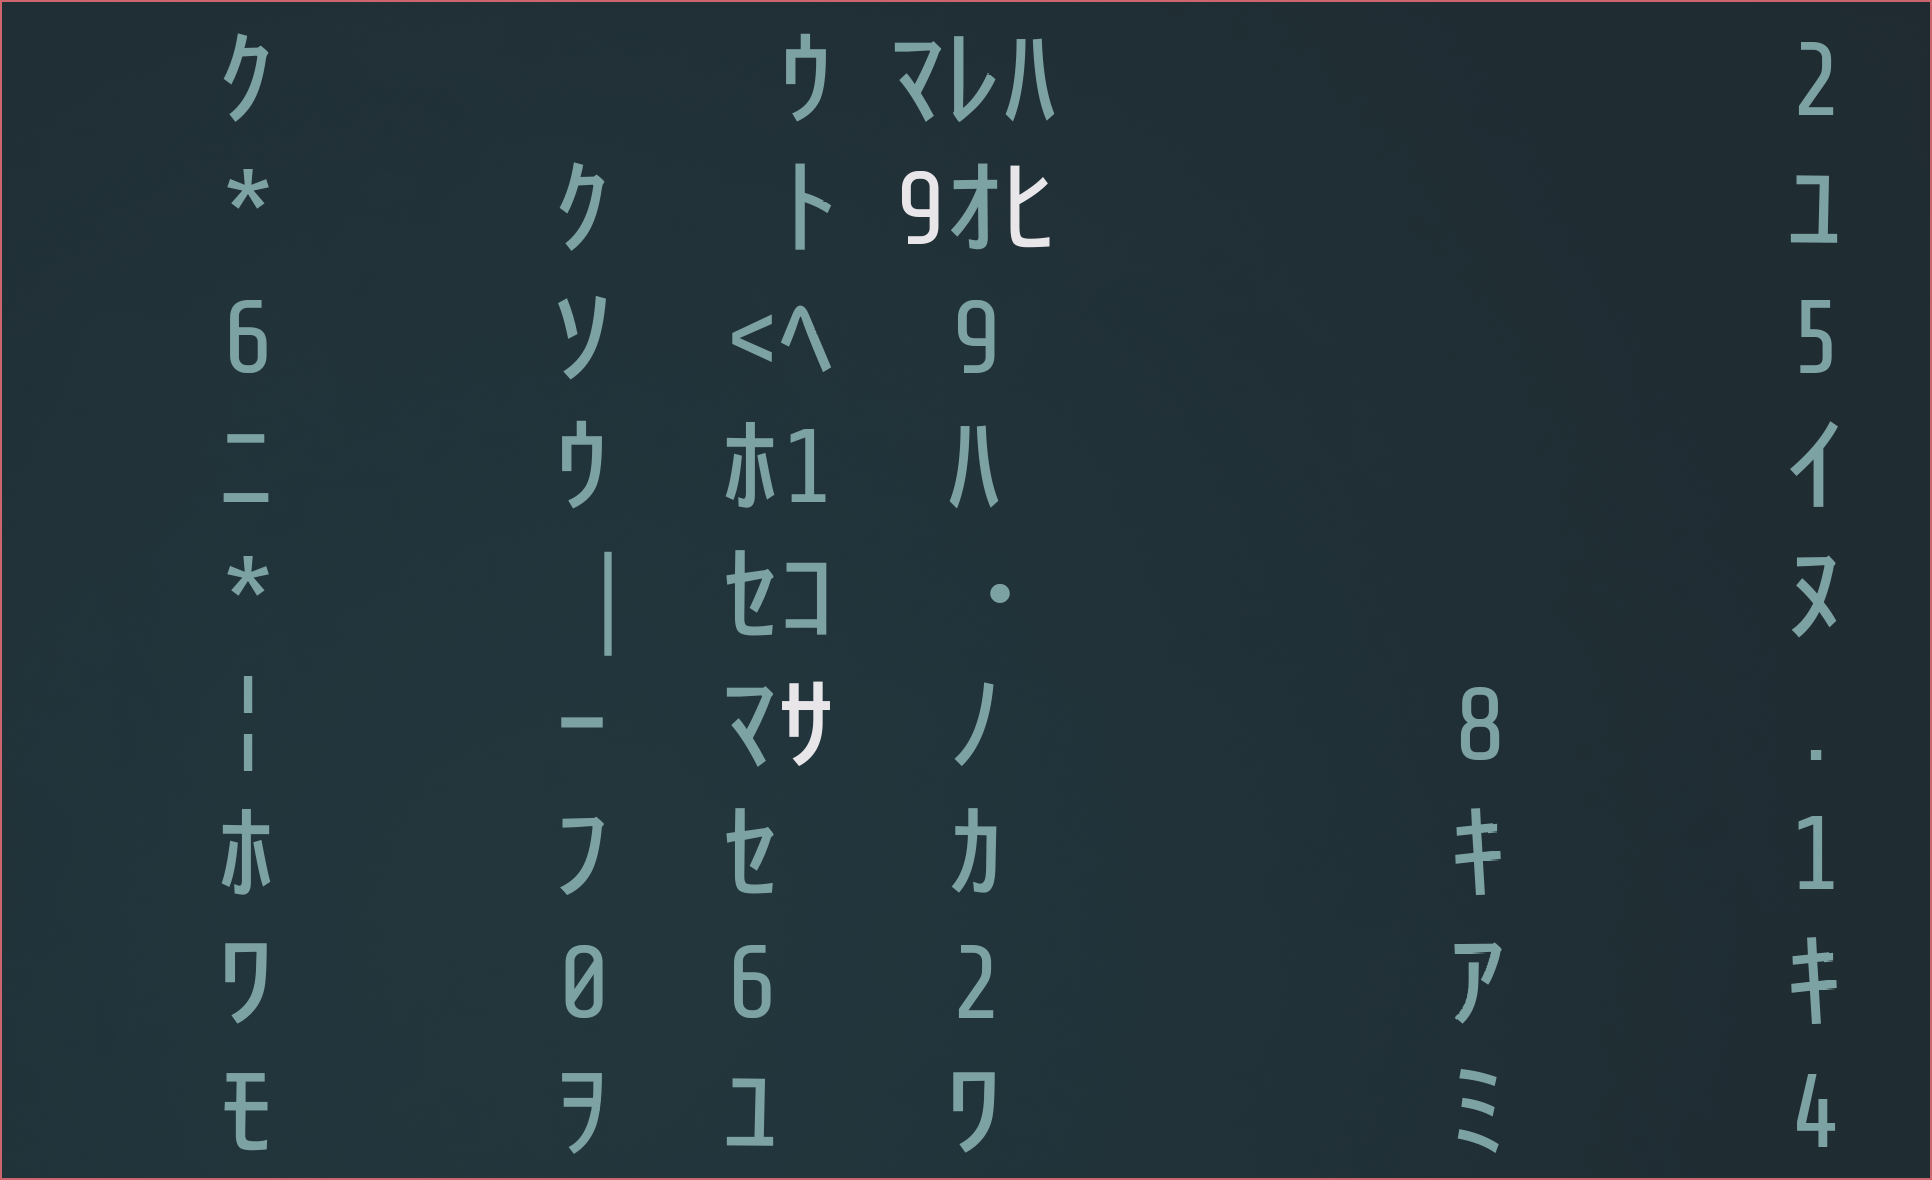 ｸ ｳ ﾏﾚﾊ 2
* ｸ ﾄ 9ｵﾋ ﾕ
6 ｿ <ﾍ 9 5
ﾆ ｳ ﾎ1 ﾊ ｲ
* | ｾｺ ･ ﾇ
¦ ｰ ﾏｻ ﾉ 8 .
ﾎ ﾌ ｾ ｶ ｷ 1
ﾜ 0 6 2 ｱ ｷ
ﾓ ｦ ﾕ ﾜ ﾐ 4